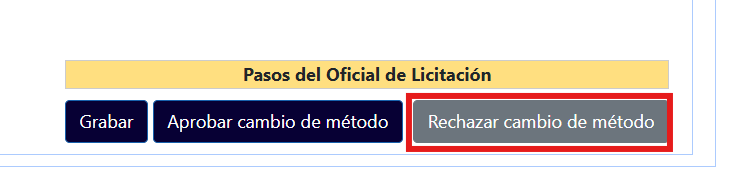 Pasos del Oficial de Licitación
Grabar Aprobar cambio de método Rechazar cambio de método